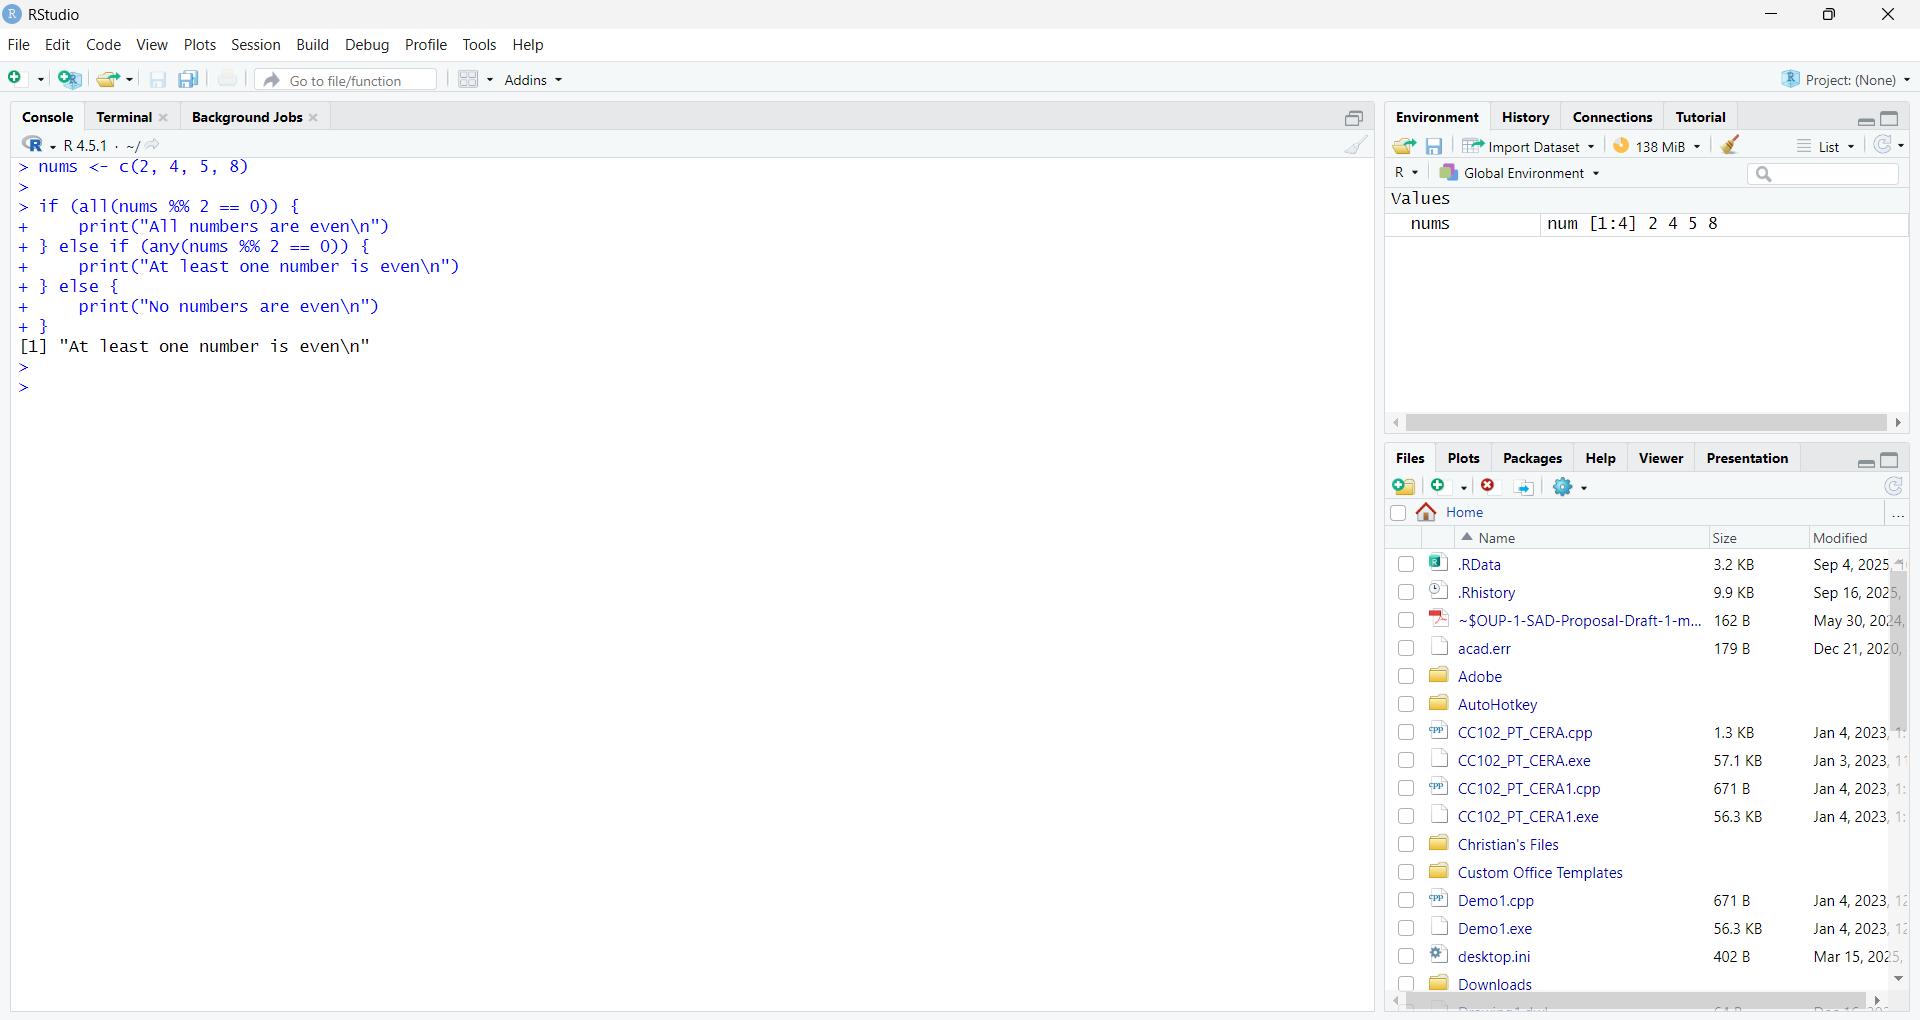 RStudio
File Edit Code View Plots Session Build Debug Profile Tools Help
Go to file/function Addins Project: (None)
Console Terminal Background Jobs
R 4.5.1 · ~/
> nums <- c(2, 4, 5, 8)
>
> if (all(nums %% 2 == 0)) {
+     print("All numbers are even\n")
+ } else if (any(nums %% 2 == 0)) {
+     print("At least one number is even\n")
+ } else {
+     print("No numbers are even\n")
+ }
[1] "At least one number is even\n"
>
>
Environment History Connections Tutorial
Import Dataset 138 MiB List
R Global Environment
Values
nums num [1:4] 2 4 5 8
Files Plots Packages Help Viewer Presentation
Home ...
Name Size Modified
.RData 3.2 KB Sep 4, 2025,
.Rhistory 9.9 KB Sep 16, 2025,
~$OUP-1-SAD-Proposal-Draft-1-m... 162 B May 30, 2024,
acad.err 179 B Dec 21, 2020,
Adobe
AutoHotkey
CC102_PT_CERA.cpp 1.3 KB Jan 4, 2023,
CC102_PT_CERA.exe 57.1 KB Jan 3, 2023,
CC102_PT_CERA1.cpp 671 B Jan 4, 2023,
CC102_PT_CERA1.exe 56.3 KB Jan 4, 2023,
Christian's Files
Custom Office Templates
Demo1.cpp 671 B Jan 4, 2023,
Demo1.exe 56.3 KB Jan 4, 2023,
desktop.ini 402 B Mar 15, 2025,
Downloads